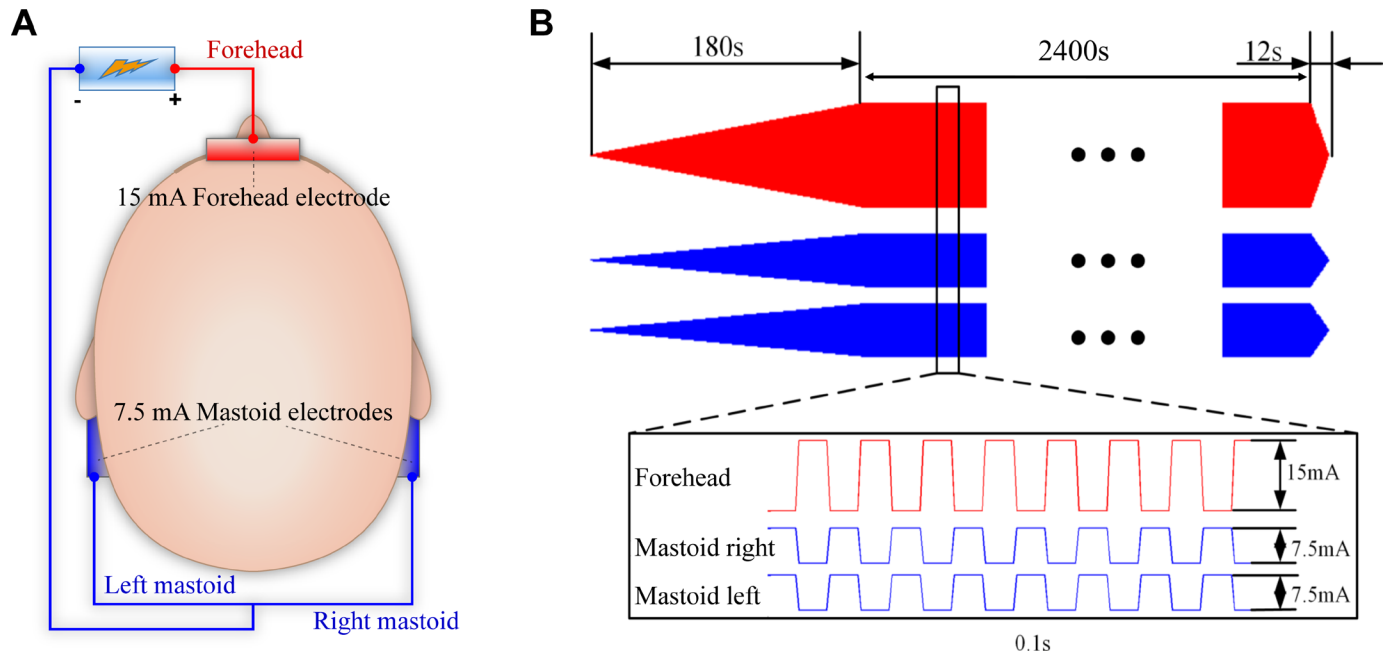 A
Forehead
-
+
15 mA Forehead electrode
7.5 mA Mastoid electrodes
Left mastoid
Right mastoid
B
180s
2400s
12s
Forehead
15mA
Mastoid right
7.5mA
Mastoid left
7.5mA
0.1s